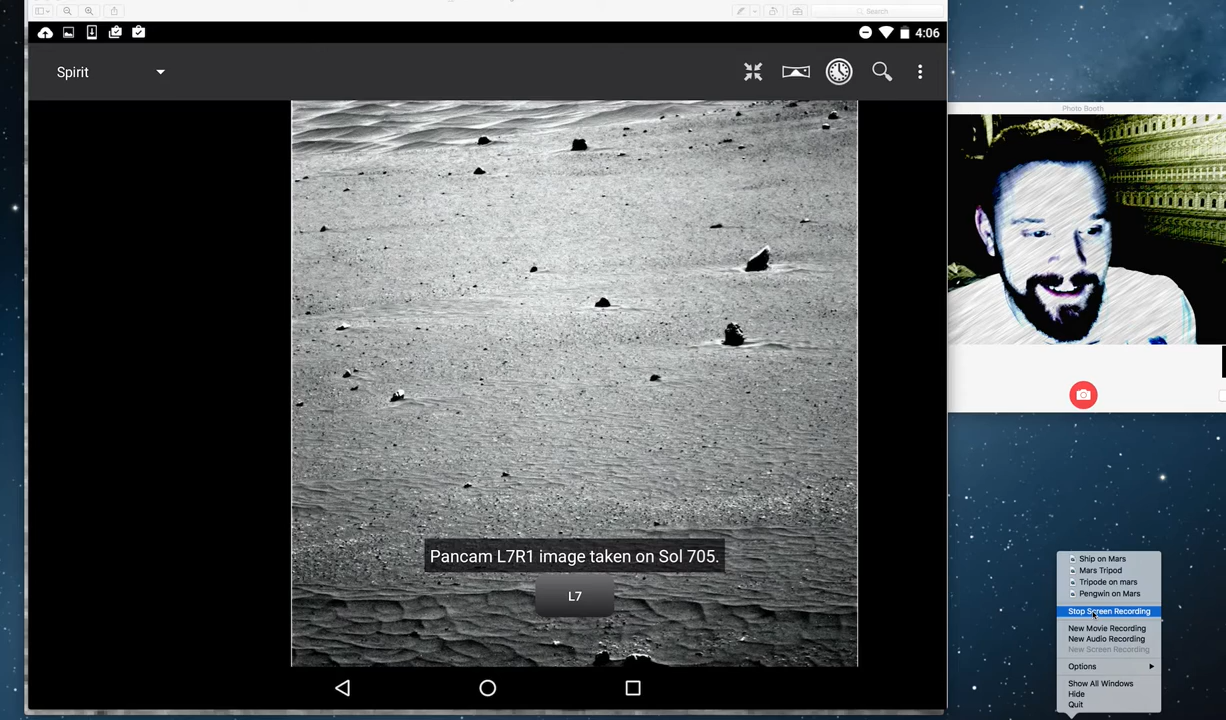 Search
4:06
Spirit
Photo Booth
Pancam L7R1 image taken on Sol 705.
L7
Ship on Mars
Mars Tripod
Tripode on mars
Pengwin on Mars
Stop Screen Recording
New Movie Recording
New Audio Recording
New Screen Recording
Options
Show All Windows
Hide
Quit